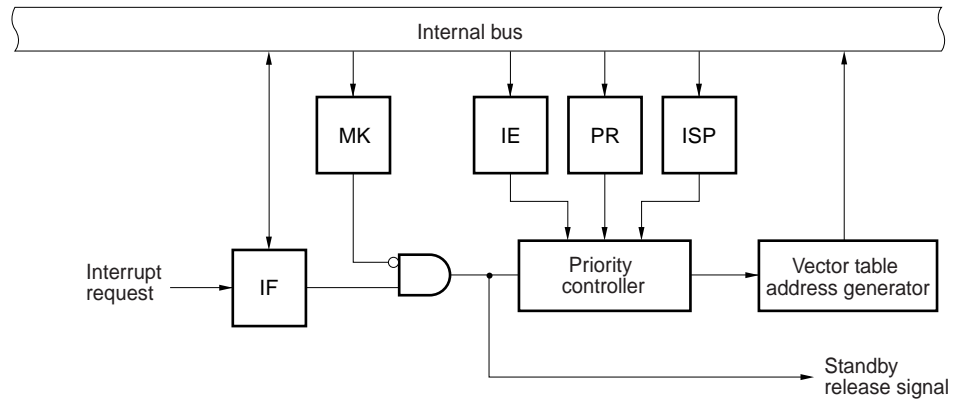 Internal bus
MK
IE
PR
ISP
Interrupt
request
IF
Priority
controller
Vector table
address generator
Standby
release signal